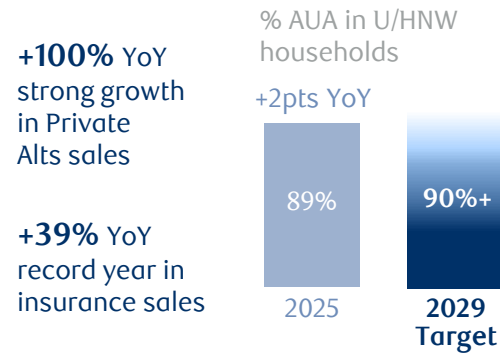 +100% YoY
strong growth
in Private
Alts sales
+39% YoY
record year in
insurance sales
% AUA in U/HNW
households
+2pts YoY
89%
90%+
2025
2029
Target